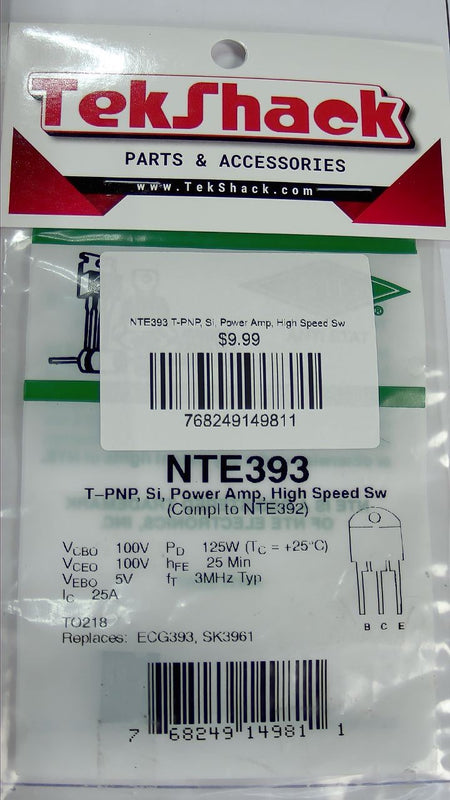 TekShack
PARTS & ACCESSORIES
www.TekShack.com
®
NTE393 T-PNP, Si, Power Amp, High Speed Sw
$9.99
768249149811
NTE393
T-PNP, Si, Power Amp, High Speed Sw
(Compl to NTE392)
VCBO 100V PD 125W (TC = +25°C)
VCEO 100V hFE 25 Min
VEBO 5V fT 3MHz Typ
IC 25A
B C E
TO218
Replaces: ECG393, SK3961
7 68249 14981 1